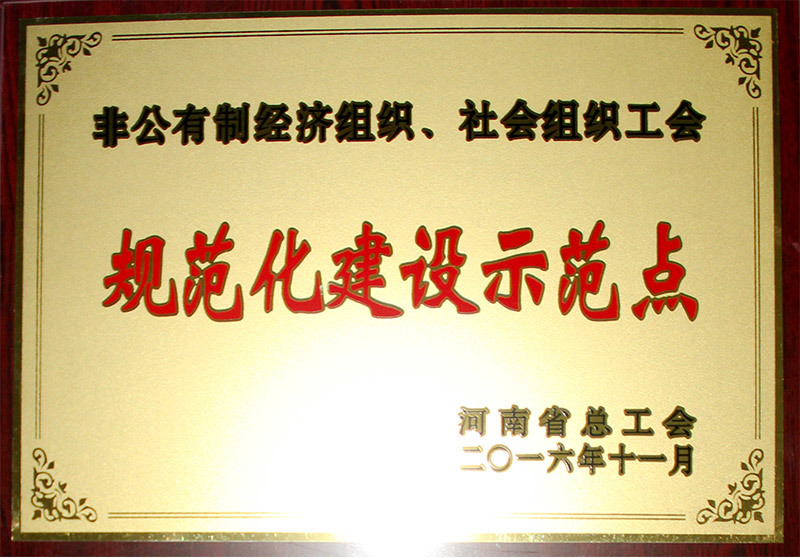 非公有制经济组织、社会组织工会
规范化建设示范点
河南省总工会
二〇一六年十一月